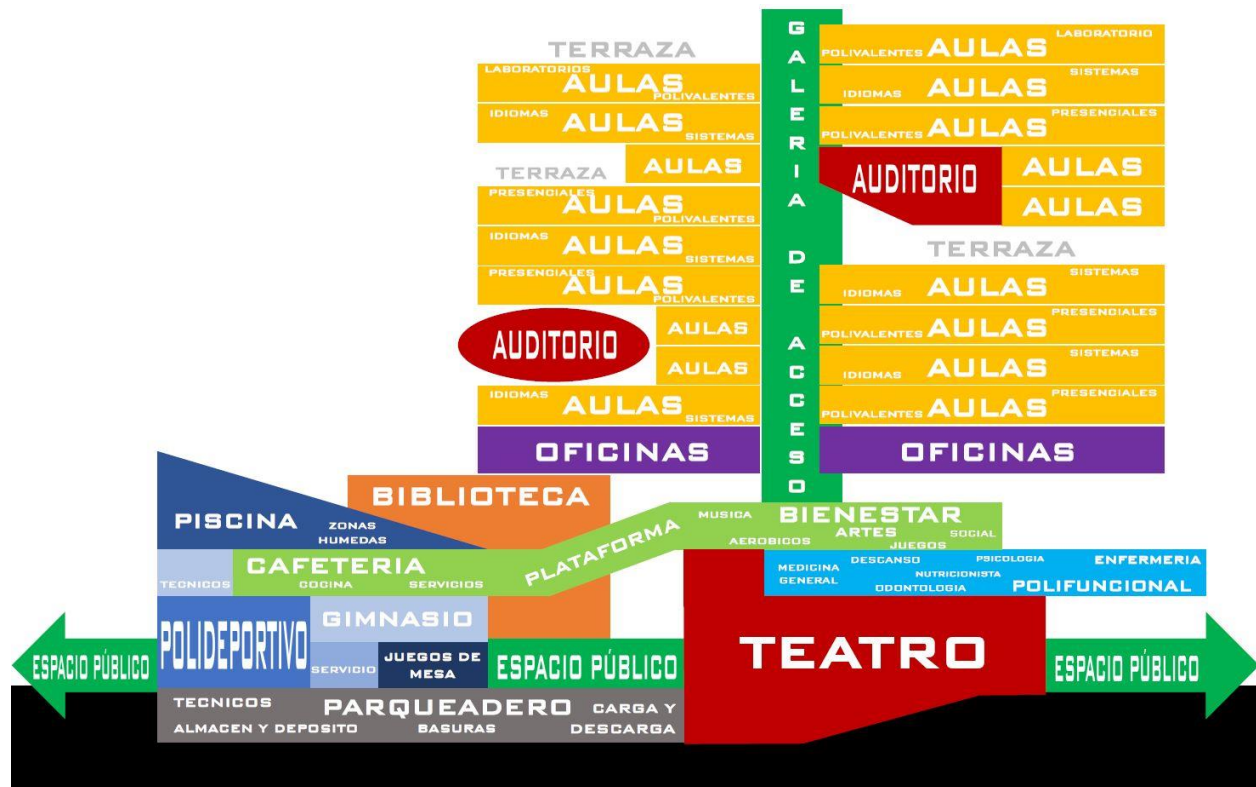 TERRAZA
LABORATORIOS
AULAS
POLIVALENTES
IDIOMAS
AULAS
SISTEMAS
AULAS
TERRAZA
PRESENCIALES
AULAS
POLIVALENTES
IDIOMAS
AULAS
SISTEMAS
PRESENCIALES
AULAS
POLIVALENTES
AUDITORIO
AULAS
AULAS
IDIOMAS
AULAS
SISTEMAS
OFICINAS
GALERIA DE ACCESO
LABORATORIO
POLIVALENTES AULAS
SISTEMAS
IDIOMAS AULAS
PRESENCIALES
POLIVALENTES AULAS
AUDITORIO
AULAS
AULAS
TERRAZA
SISTEMAS
IDIOMAS AULAS
PRESENCIALES
POLIVALENTES AULAS
SISTEMAS
IDIOMAS AULAS
PRESENCIALES
POLIVALENTES AULAS
OFICINAS
PISCINA
ZONAS
HUMEDAS
BIBLIOTECA
TECNICOS
CAFETERIA
COCINA SERVICIOS
PLATAFORMA
MUSICA BIENESTAR
ARTES SOCIAL
AEROBICOS JUEGOS
MEDICINA
GENERAL
DESCANSO PSICOLOGIA ENFERMERIA
NUTRICIONISTA
ODONTOLOGIA POLIFUNCIONAL
POLIDEPORTIVO
GIMNASIO
SERVICIO
JUEGOS DE
MESA
ESPACIO PÚBLICO
ESPACIO PÚBLICO
TEATRO
ESPACIO PÚBLICO
TECNICOS PARQUEADERO CARGA Y
ALMACEN Y DEPOSITO BASURAS DESCARGA